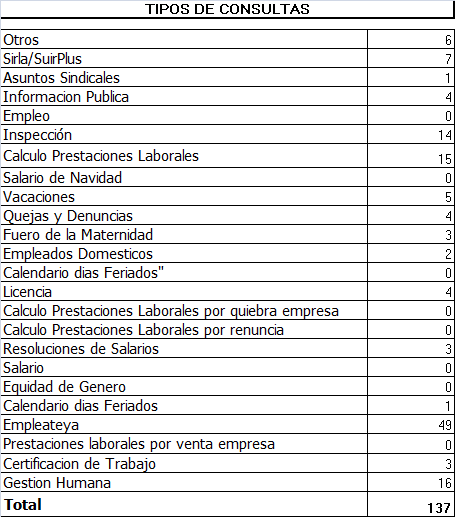 TIPOS DE CONSULTAS
Otros 6
Sirla/SuirPlus 7
Asuntos Sindicales 1
Informacion Publica 4
Empleo 0
Inspección 14
Calculo Prestaciones Laborales 15
Salario de Navidad 0
Vacaciones 5
Quejas y Denuncias 4
Fuero de la Maternidad 3
Empleados Domesticos 2
Calendario dias Feriados" 0
Licencia 4
Calculo Prestaciones Laborales por quiebra empresa 0
Calculo Prestaciones Laborales por renuncia 0
Resoluciones de Salarios 3
Salario 0
Equidad de Genero 0
Calendario dias Feriados 1
Empleateya 49
Prestaciones laborales por venta empresa 0
Certificacion de Trabajo 3
Gestion Humana 16
Total 137